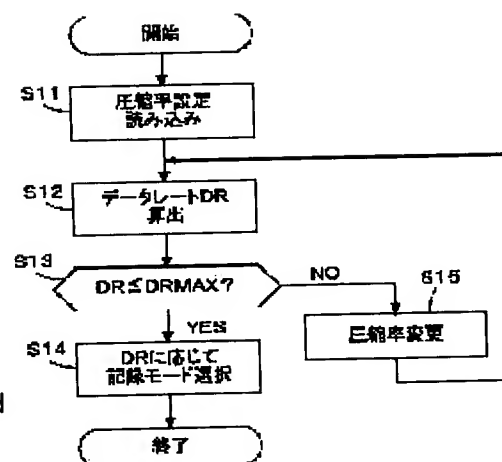 開始
S11
圧縮率設定
読み込み
S12
データレートDR
算出
S13
DR≦DRMAX?
NO
S15
YES
圧縮率変更
S14
DRに応じて
記録モード選択
終了